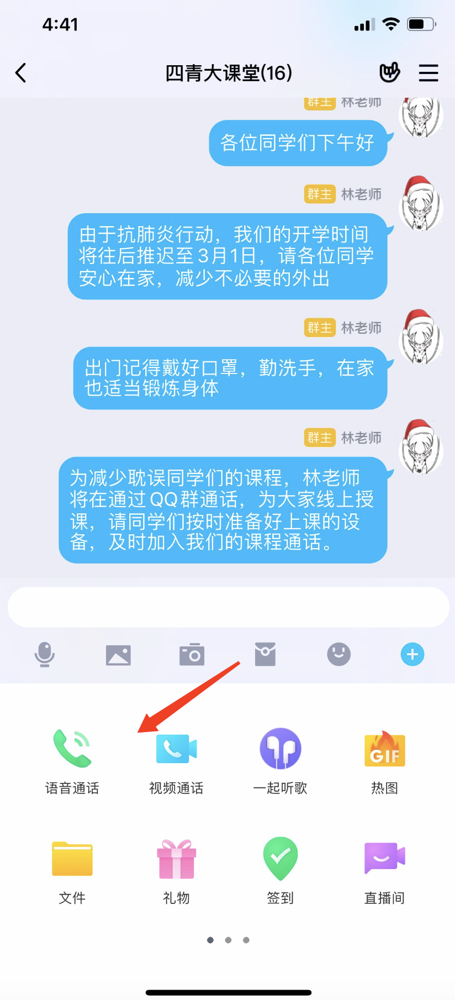 4:41
四青大课堂(16)
群主 林老师
各位同学们下午好
群主 林老师
由于抗肺炎行动，我们的开学时间
将往后推迟至3月1日，请各位同学
安心在家，减少不必要的外出
群主 林老师
出门记得戴好口罩，勤洗手，在家
也适当锻炼身体
群主 林老师
为减少耽误同学们的课程，林老师
将在通过QQ群通话，为大家线上授
课，请同学们按时准备好上课的设
备，及时加入我们的课程通话。
GIF
语音通话 视频通话 一起听歌 热图
文件 礼物 签到 直播间